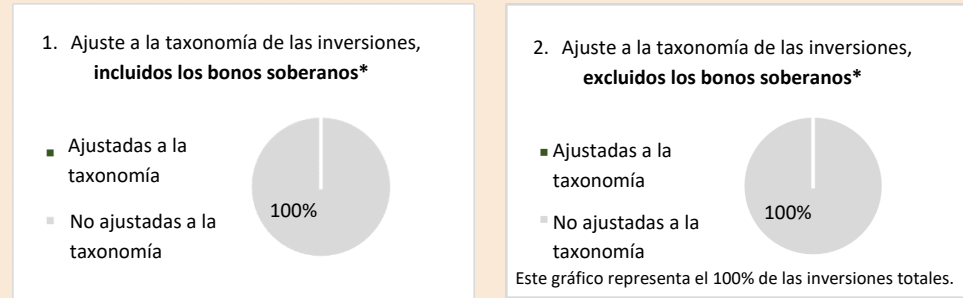 1. Ajuste a la taxonomía de las inversiones,
incluidos los bonos soberanos*
Ajustadas a la
taxonomía
No ajustadas a la
taxonomía
100%
2. Ajuste a la taxonomía de las inversiones,
excluidos los bonos soberanos*
Ajustadas a la
taxonomía
No ajustadas a la
taxonomía
100%
Este gráfico representa el 100% de las inversiones totales.